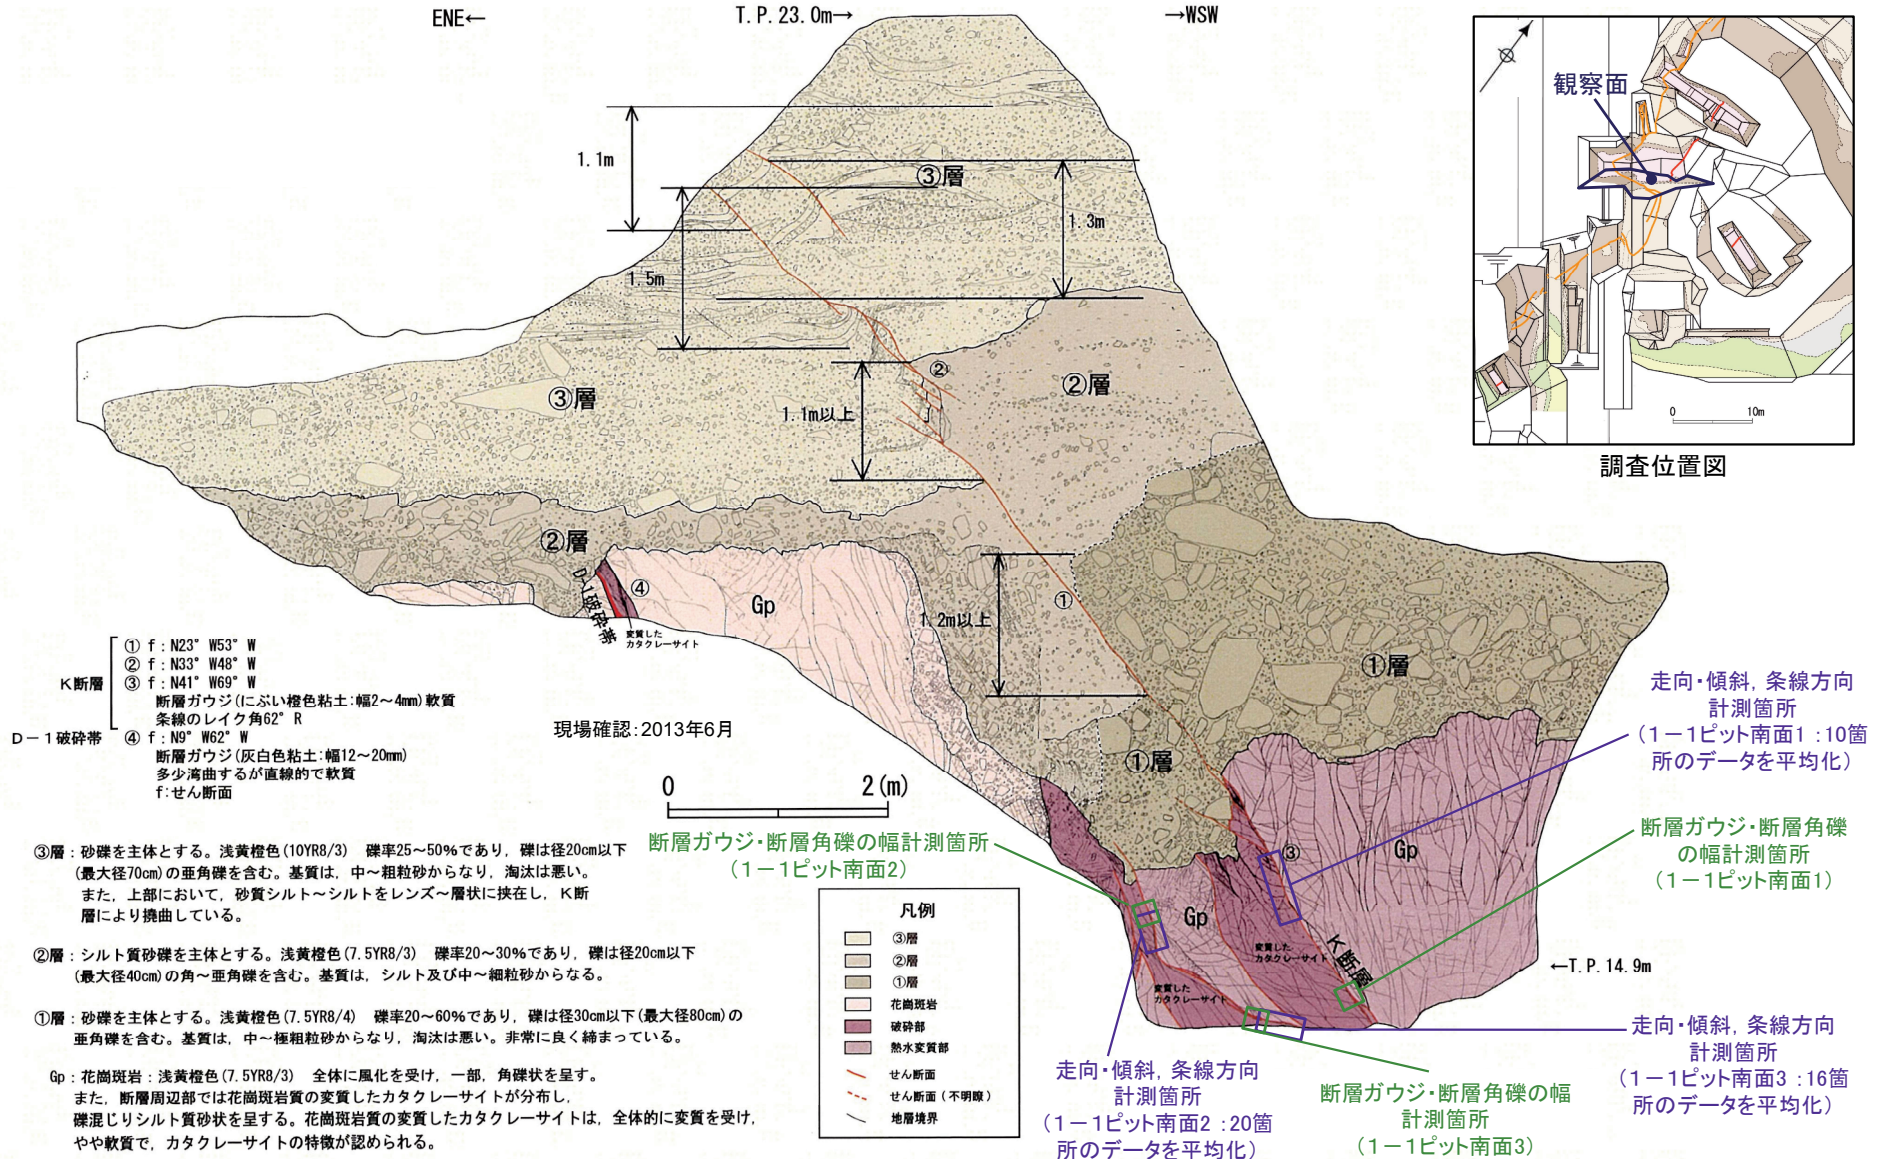 ENE←
T.P. 23.0m→
→WSW
1.1m
③層
1.3m
1.5m
②
②層
③層
1.1m以上
②層
D-1破砕帯
④
変質した
カタクレーサイト
Gp
①
1.2m以上
①層
①層
③
Gp
Gp
変質した
カタクレーサイト
変質した
カタクレーサイト
K断層
←T.P. 14.9m
観察面
0 10m
調査位置図
K断層
① f:N23° W53° W
② f:N33° W48° W
③ f:N41° W69° W
断層ガウジ(にぶい橙色粘土:幅2～4mm)軟質
条線のレイク角62° R
D－1破砕帯 ④ f:N9° W62° W
断層ガウジ(灰白色粘土:幅12～20mm)
多少湾曲するが直線的で軟質
f:せん断面
現場確認:2013年6月
0 2(m)
③層:砂礫を主体とする。浅黄橙色(10YR8/3) 礫率25～50%であり, 礫は径20cm以下
(最大径70cm)の亜角礫を含む。基質は, 中～粗粒砂からなり, 淘汰は悪い。
また, 上部において, 砂質シルト～シルトをレンズ～層状に挟在し, K断
層により撓曲している。
②層:シルト質砂礫を主体とする。浅黄橙色(7.5YR8/3) 礫率20～30%であり, 礫は径20cm以下
(最大径40cm)の角～亜角礫を含む。基質は, シルト及び中～細粒砂からなる。
①層:砂礫を主体とする。浅黄橙色(7.5YR8/4) 礫率20～60%であり, 礫は径30cm以下(最大径80cm)の
亜角礫を含む。基質は, 中～極粗粒砂からなり, 淘汰は悪い。非常に良く締まっている。
Gp:花崗斑岩:浅黄橙色(7.5YR8/3) 全体に風化を受け, 一部, 角礫状を呈す。
また, 断層周辺部では花崗斑岩質の変質したカタクレーサイトが分布し,
礫混じりシルト質砂状を呈する。花崗斑岩質の変質したカタクレーサイトは, 全体的に変質を受け,
やや軟質で, カタクレーサイトの特徴が認められる。
凡例
③層
②層
①層
花崗斑岩
破砕部
熱水変質部
せん断面
せん断面(不明瞭)
地層境界
断層ガウジ・断層角礫の幅計測箇所
(1－1ピット南面2)
走向・傾斜, 条線方向
計測箇所
(1－1ピット南面1:10箇
所のデータを平均化)
断層ガウジ・断層角礫
の幅計測箇所
(1－1ピット南面1)
走向・傾斜, 条線方向
計測箇所
(1－1ピット南面3:16箇
所のデータを平均化)
走向・傾斜, 条線方向
計測箇所
(1－1ピット南面2:20箇
所のデータを平均化)
断層ガウジ・断層角礫の幅
計測箇所
(1－1ピット南面3)